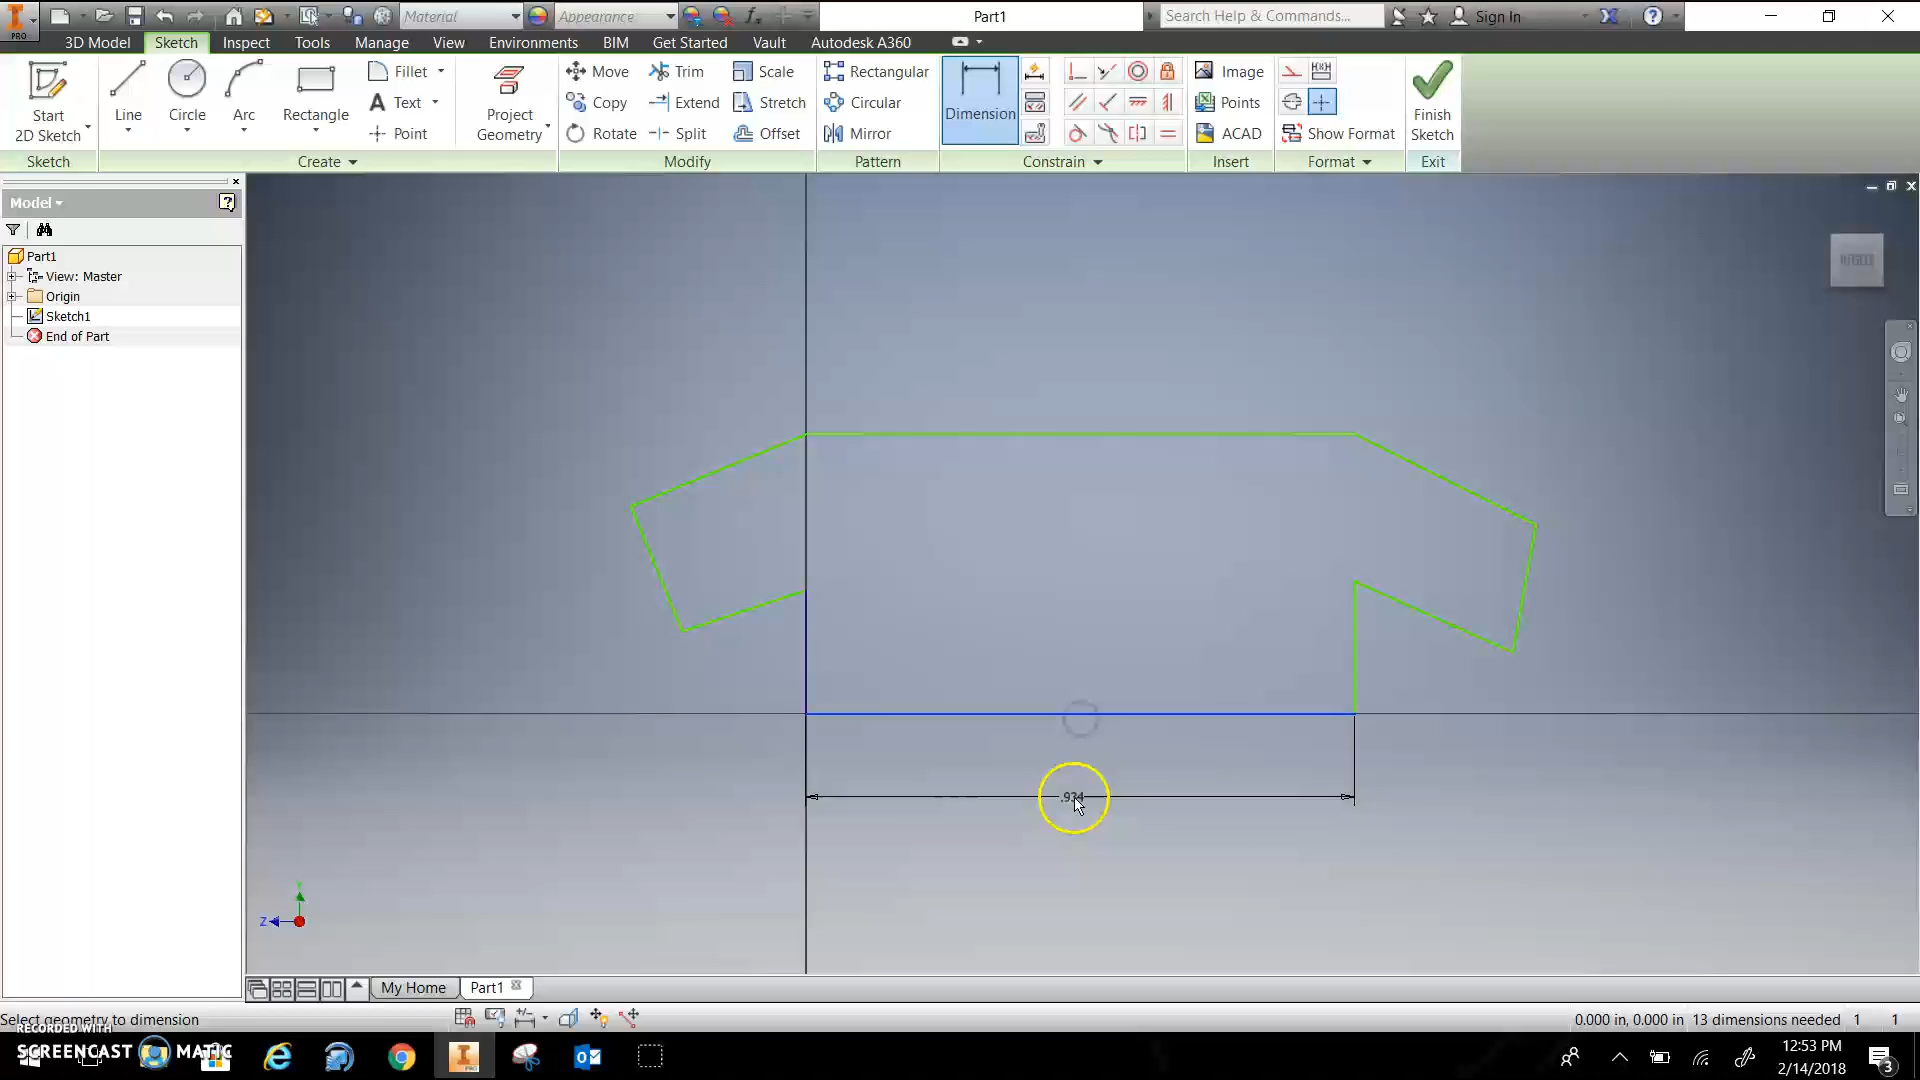 Material
Appearance
Part1
Search Help & Commands...
Sign In
PRO
3D Model
Sketch
Inspect
Tools
Manage
View
Environments
BIM
Get Started
Vault
Autodesk A360
Start
2D Sketch
Line
Circle
Arc
Rectangle
Fillet
Text
Point
Project
Geometry
Move
Copy
Rotate
Trim
Extend
Split
Scale
Stretch
Offset
Rectangular
Circular
Mirror
Dimension
Image
Points
ACAD
Show Format
Finish
Sketch
Sketch
Create
Modify
Pattern
Constrain
Insert
Format
Exit
Model
Part1
View: Master
Origin
Sketch1
End of Part
.934
Y
Z
My Home
Part1
Select geometry to dimension
0.000 in, 0.000 in 13 dimensions needed 1 1
RECORDED WITH
SCREENCAST MATIC
12:53 PM
2/14/2018
3